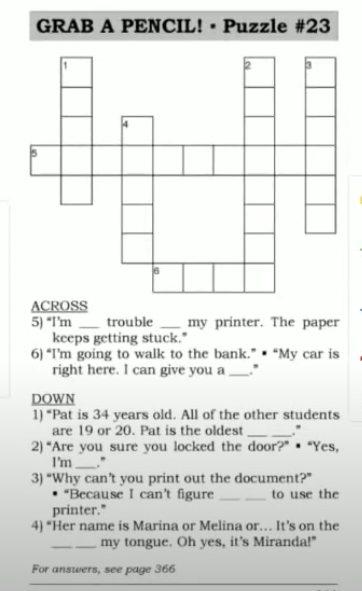 GRAB A PENCIL! • Puzzle #23
1
2
3
4
5
6
ACROSS
5) “I’m ___ trouble ___ my printer. The paper
keeps getting stuck.”
6) “I’m going to walk to the bank.” • “My car is
right here. I can give you a ___.”
DOWN
1) “Pat is 34 years old. All of the other students
are 19 or 20. Pat is the oldest ___ ___.”
2) “Are you sure you locked the door?” • “Yes,
I’m ___.”
3) “Why can’t you print out the document?”
• “Because I can’t figure ___ ___ to use the
printer.”
4) “Her name is Marina or Melina or... It’s on the
___ ___ my tongue. Oh yes, it’s Miranda!”
For answers, see page 366